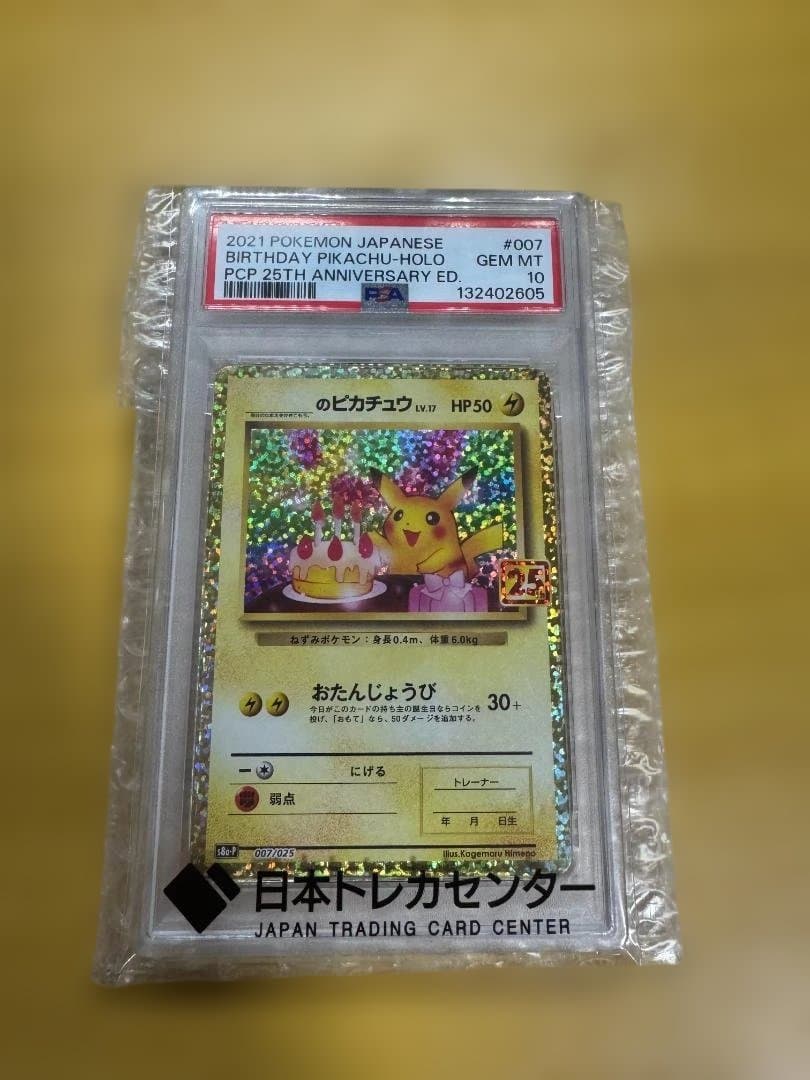 2021 POKEMON JAPANESE #007
BIRTHDAY PIKACHU-HOLO GEM MT
PCP 25TH ANNIVERSARY ED. 10
PSA 132402605
のピカチュウ LV.17 HP50
25
ねずみポケモン：身長0.4m、体重6.0kg
おたんじょうび 30+
今日がこのカードの持ち主の誕生日ならコインを
投げ、「おもて」なら、50ダメージを追加する。
にげる
弱点
トレーナー
年 月 日生
s8a-P 007/025 Illus.Kagemaru Himeno
日本トレカセンター
JAPAN TRADING CARD CENTER